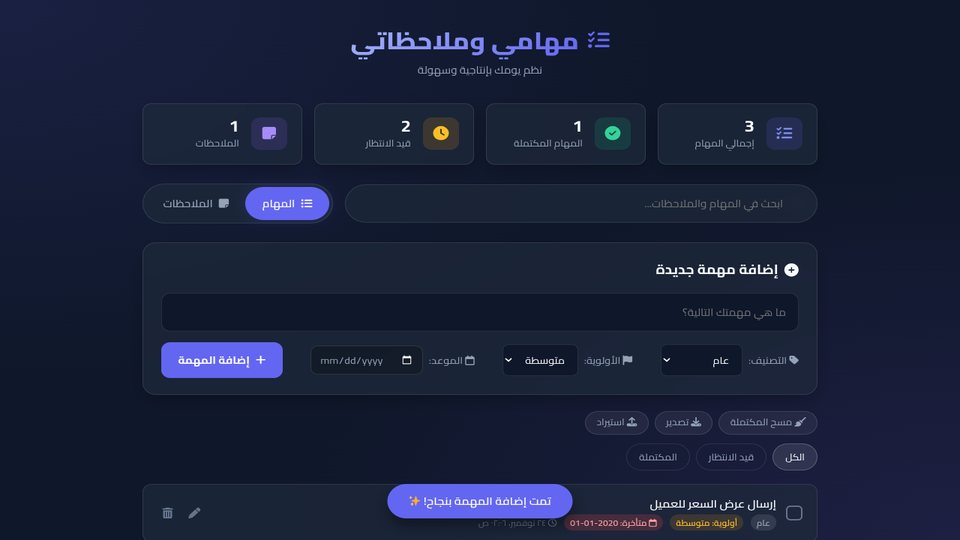 مهامي وملاحظاتي
نظم يومك بإنتاجية وسهولة
3
إجمالي المهام
1
المهام المكتملة
2
قيد الانتظار
1
الملاحظات
ابحث في المهام والملاحظات...
المهام
الملاحظات
إضافة مهمة جديدة
ما هي مهمتك التالية؟
التصنيف: عام
الأولوية: متوسطة
الموعد: mm/dd/yyyy
إضافة المهمة
مسح المكتملة
تصدير
استيراد
الكل
قيد الانتظار
المكتملة
إرسال عرض السعر للعميل
عام
أولوية: متوسطة
متأخرة: 2020-01-01
٢٤ نوفمبر،
ص
تمت إضافة المهمة بنجاح! ✨